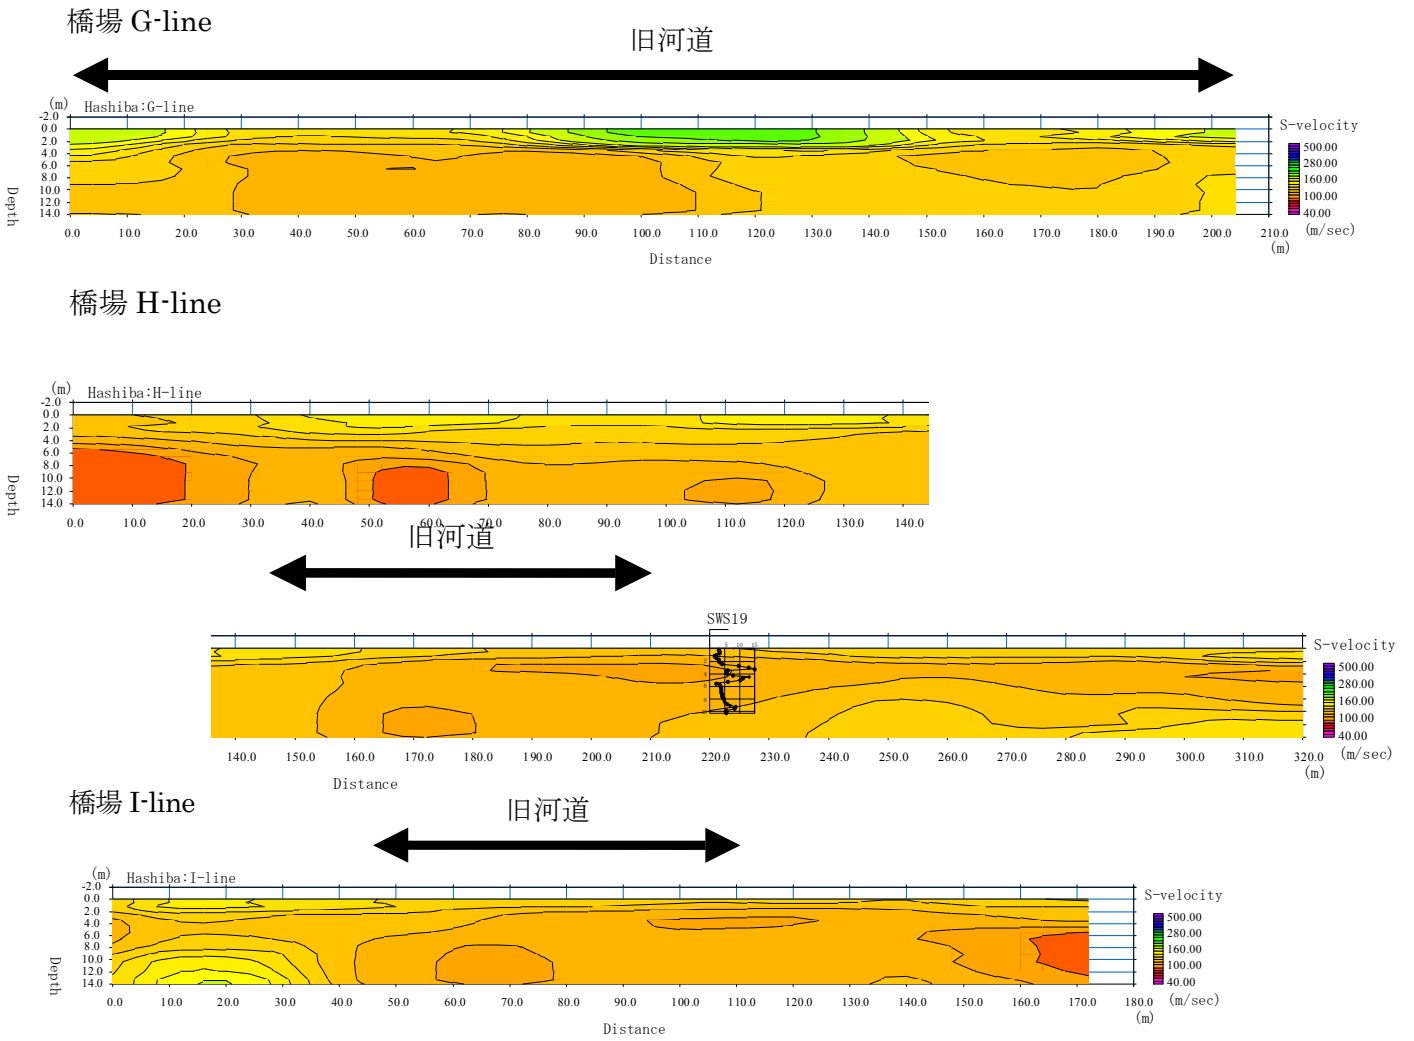 橋場 G-line
旧河道
(m) Hashiba:G-line
-2.0
0.0
2.0
4.0
6.0
8.0
10.0
12.0
14.0
Depth
0.0 10.0 20.0 30.0 40.0 50.0 60.0 70.0 80.0 90.0 100.0 110.0 120.0 130.0 140.0 150.0 160.0 170.0 180.0 190.0 200.0 210.0
(m)
Distance
S-velocity
500.00
280.00
160.00
100.00
40.00
(m/sec)
橋場 H-line
(m) Hashiba:H-line
-2.0
0.0
2.0
4.0
6.0
8.0
10.0
12.0
14.0
Depth
0.0 10.0 20.0 30.0 40.0 50.0 60.0 70.0 80.0 90.0 100.0 110.0 120.0 130.0 140.0
旧河道
SWS19
5 10 15
S-velocity
500.00
280.00
160.00
100.00
40.00
(m/sec)
140.0 150.0 160.0 170.0 180.0 190.0 200.0 210.0 220.0 230.0 240.0 250.0 260.0 270.0 280.0 290.0 300.0 310.0 320.0
(m)
Distance
橋場 I-line
旧河道
(m) Hashiba:I-line
-2.0
0.0
2.0
4.0
6.0
8.0
10.0
12.0
14.0
Depth
0.0 10.0 20.0 30.0 40.0 50.0 60.0 70.0 80.0 90.0 100.0 110.0 120.0 130.0 140.0 150.0 160.0 170.0 180.0
(m)
Distance
S-velocity
500.00
280.00
160.00
100.00
40.00
(m/sec)